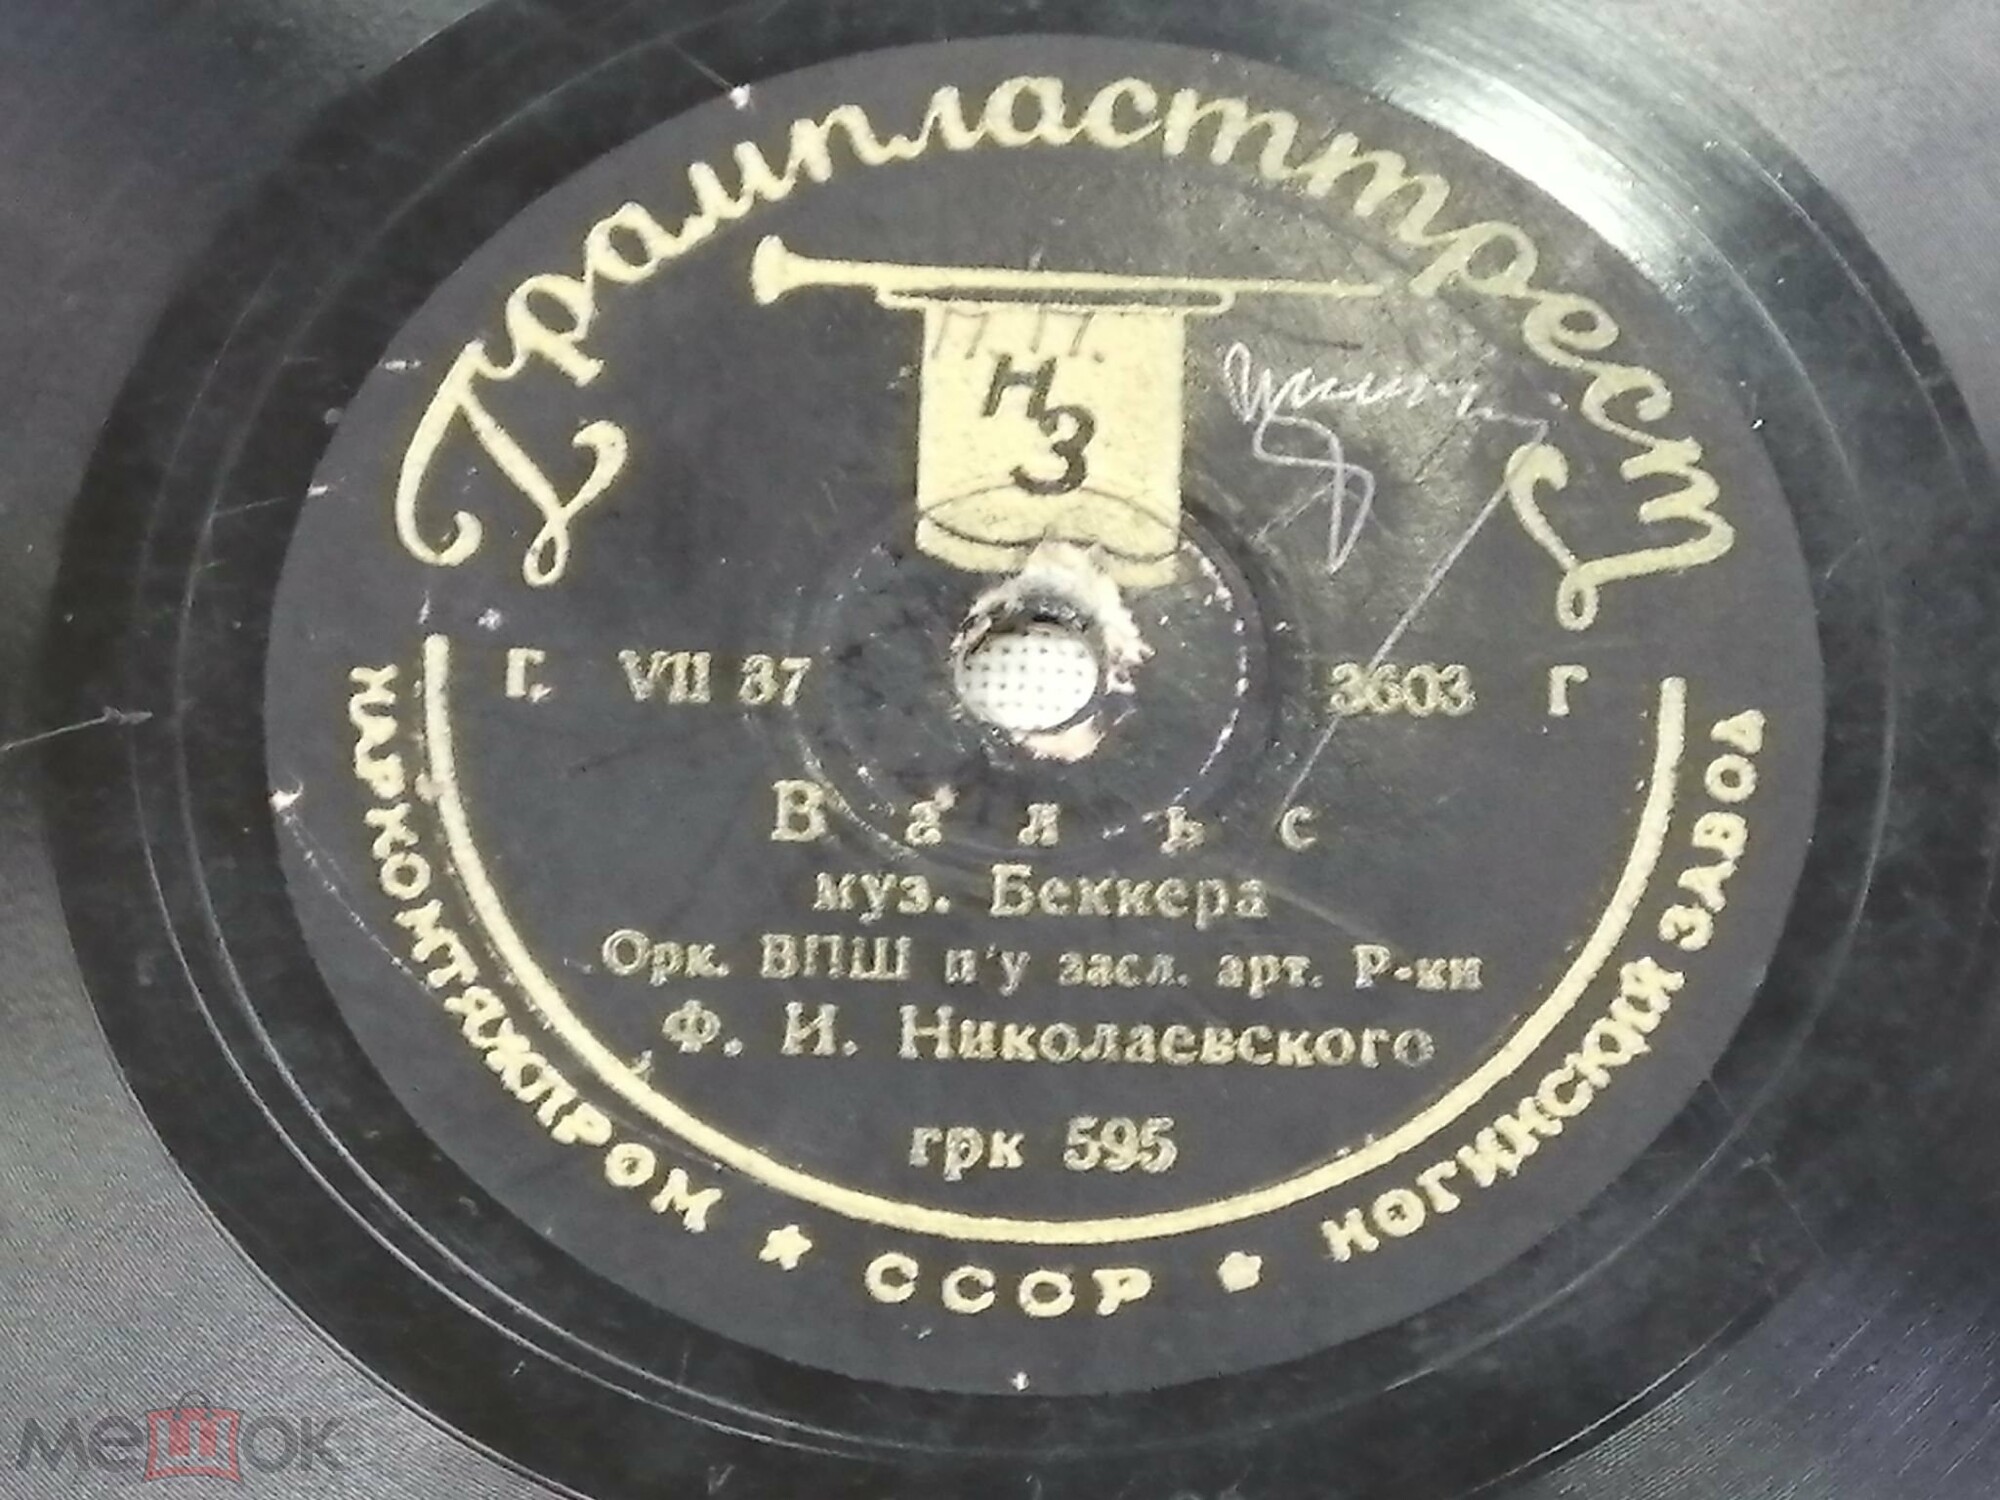 Грампласттрест
НЗ
Г. VII 37
3603 Г
Вальс
муз. Беккера
Орк. ВПШ п/у засл. арт. Р-ки
Ф. И. Николаевского
грк 595
НАРКОМТЯЖПРОМ ★ СССР ★ НОГИНСКИЙ ЗАВОД
мешок